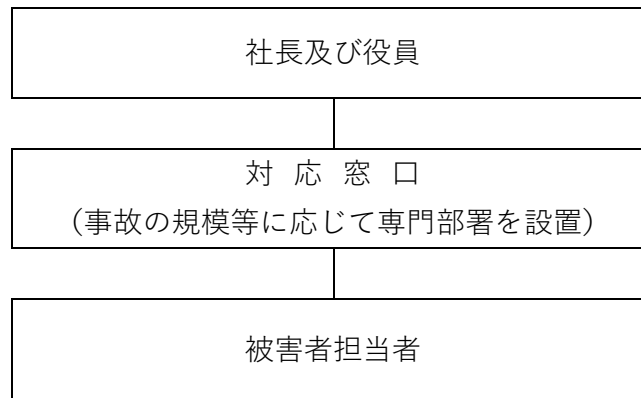 社長及び役員
対応窓口
（事故の規模等に応じて専門部署を設置）
被害者担当者